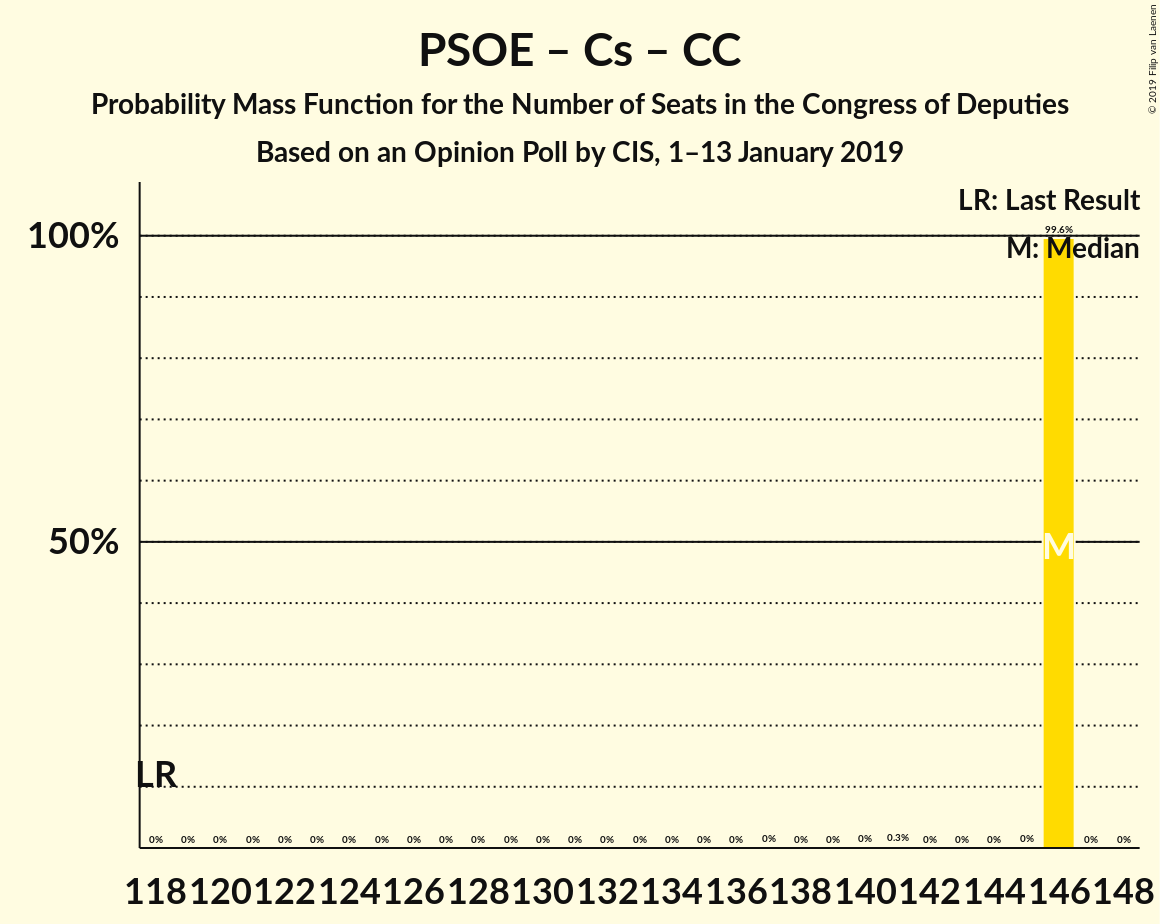 PSOE – Cs – CC
Probability Mass Function for the Number of Seats in the Congress of Deputies
Based on an Opinion Poll by CIS, 1–13 January 2019
© 2019 Filip van Laenen
LR: Last Result
M: Median
100%
50%
99.6%
M
LR
0% 0% 0% 0% 0% 0% 0% 0% 0% 0% 0% 0% 0% 0% 0% 0% 0% 0% 0% 0% 0% 0% 0% 0.3% 0% 0% 0% 0% 0% 0%
118 120 122 124 126 128 130 132 134 136 138 140 142 144 146 148